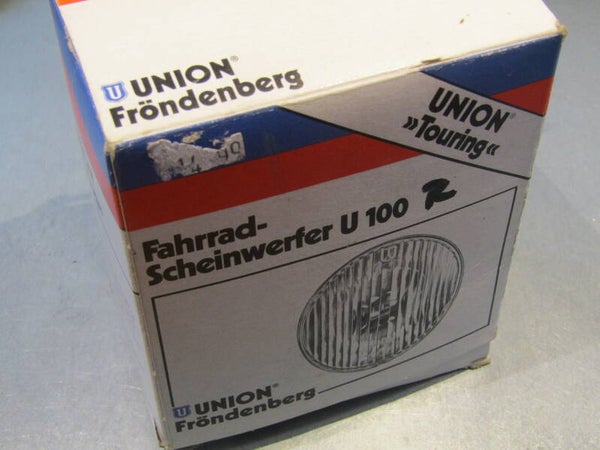 U UNION®
Fröndenberg
UNION®
»Touring«
Fahrrad-
Scheinwerfer U 100 R
U
U UNION®
Fröndenberg